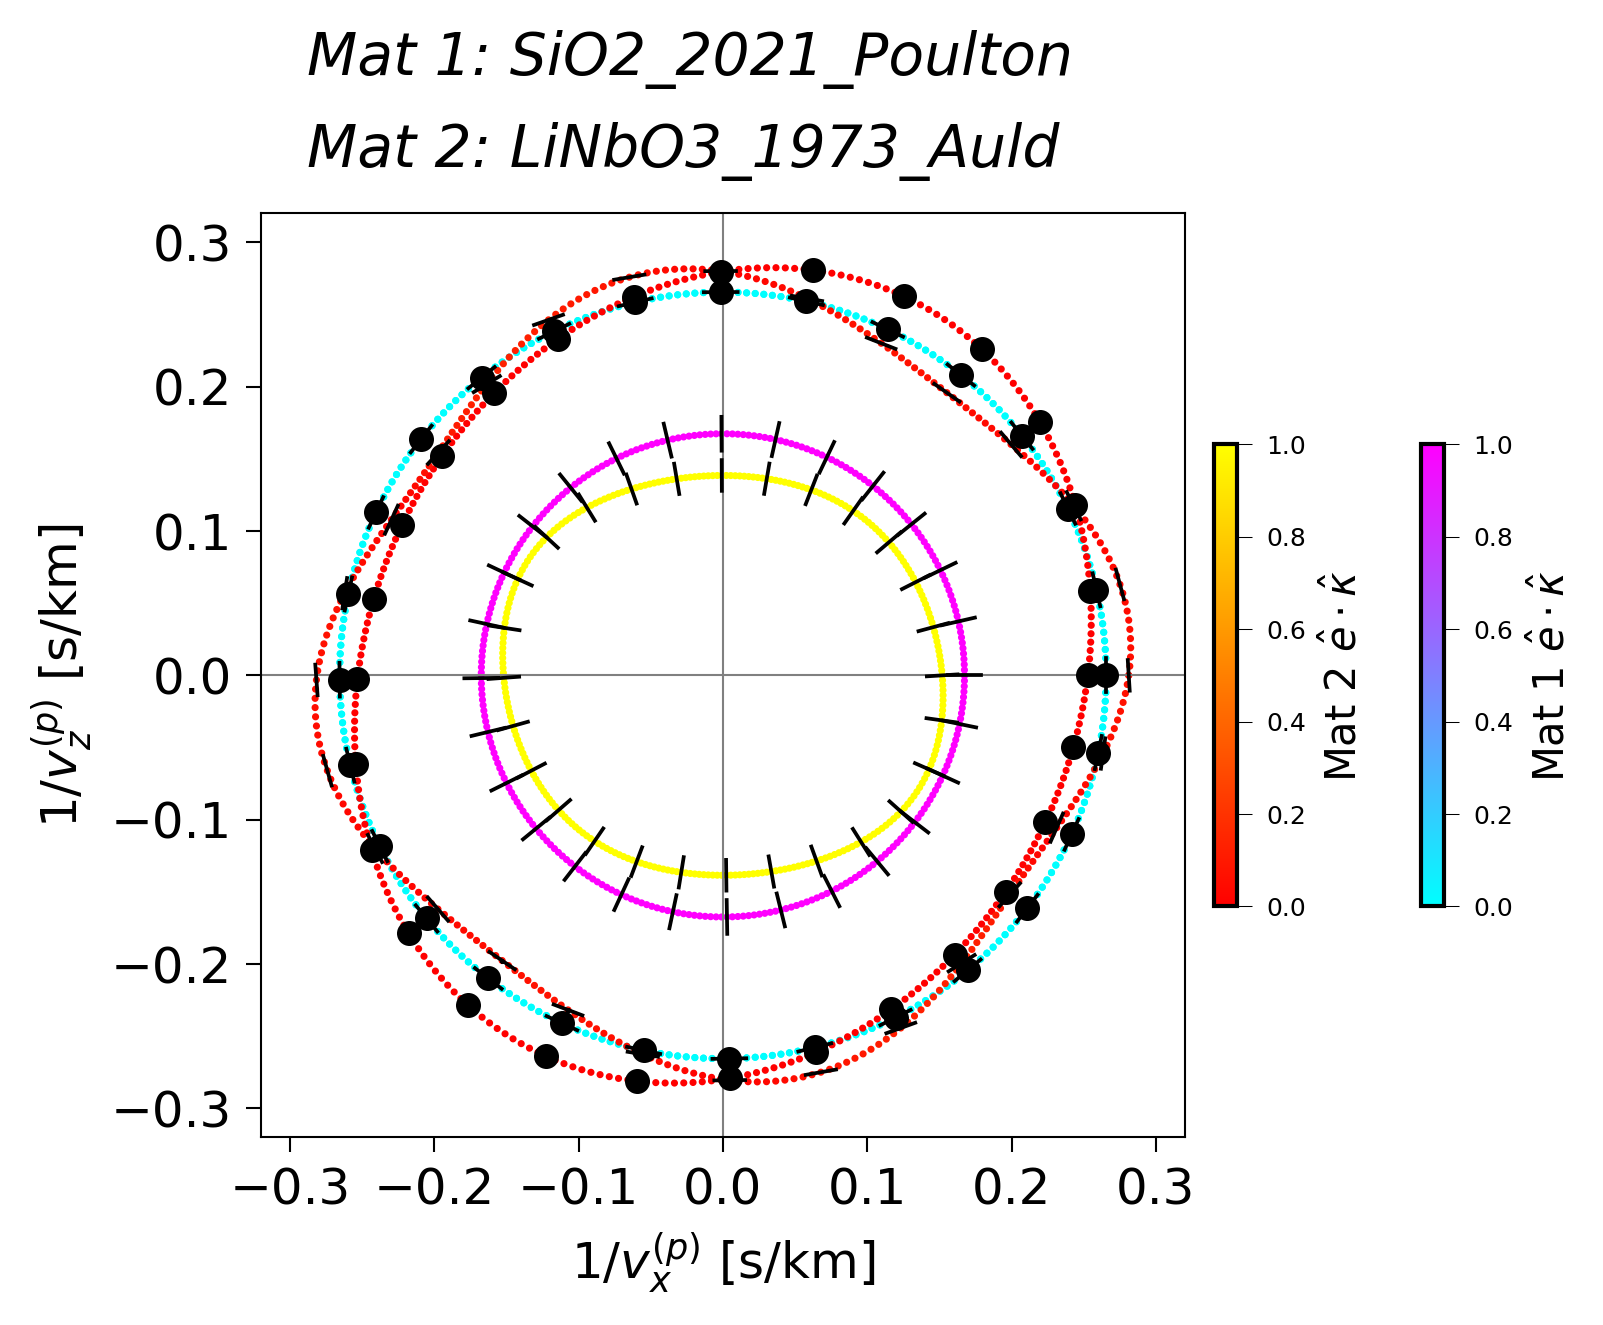 Mat 1: SiO2_2021_Poulton
Mat 2: LiNbO3_1973_Auld
0.3
0.2
0.1
0.0
−0.1
−0.2
−0.3
1/v_z^(p) [s/km]
−0.3 −0.2 −0.1 0.0 0.1 0.2 0.3
1/v_x^(p) [s/km]
1.0
0.8
0.6
0.4
0.2
0.0
Mat 2 ê · κ̂
1.0
0.8
0.6
0.4
0.2
0.0
Mat 1 ê · κ̂